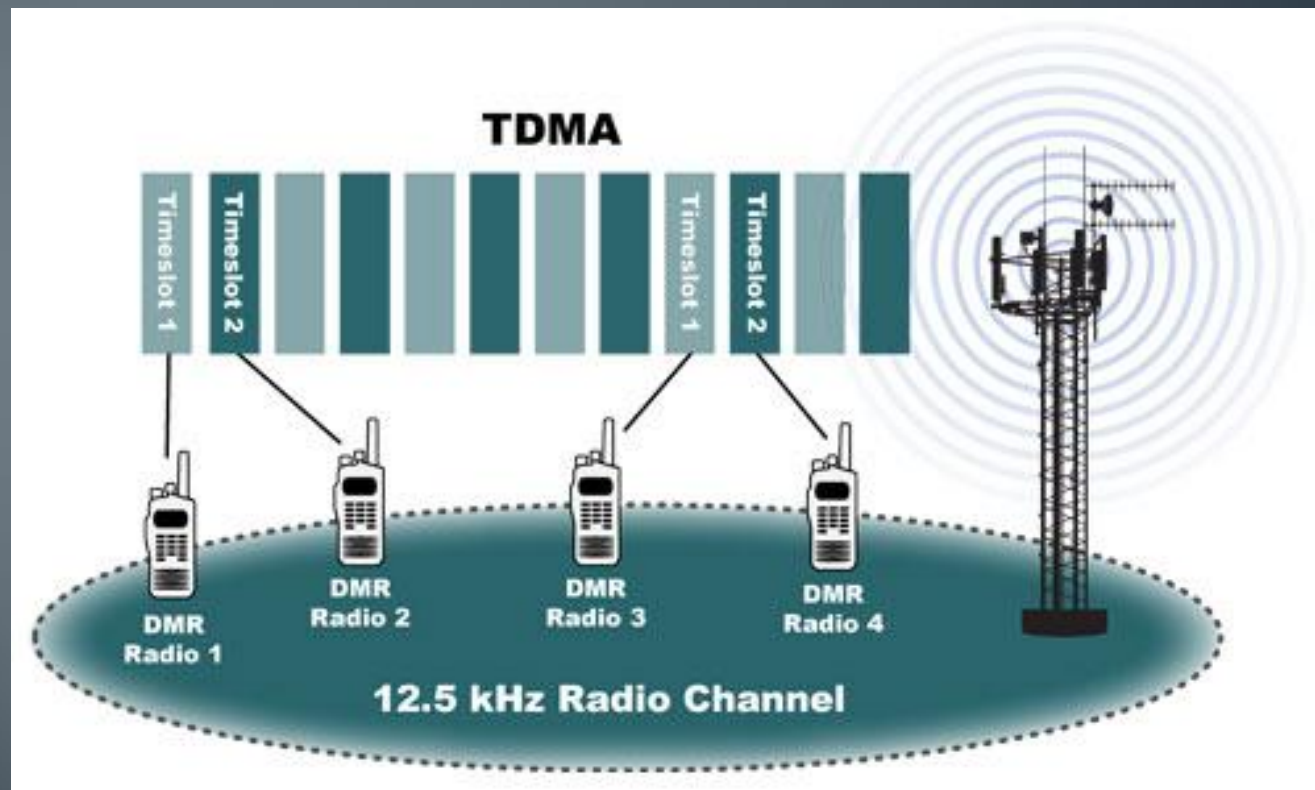 TDMA
Timeslot 1
Timeslot 2
Timeslot 1
Timeslot 2
DMR
Radio 1
DMR
Radio 2
DMR
Radio 3
DMR
Radio 4
12.5 kHz Radio Channel